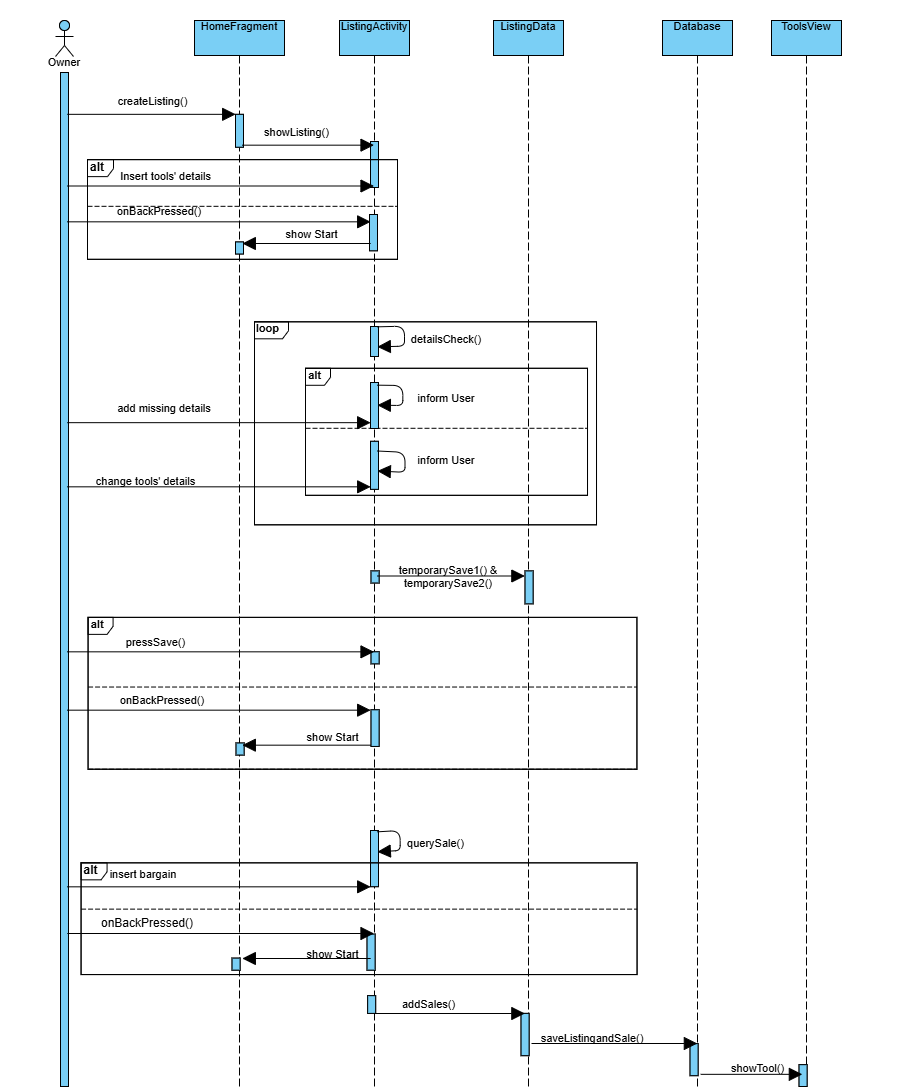 HomeFragment
ListingActivity
ListingData
Database
ToolsView
Owner
createListing()
showListing()
alt
Insert tools' details
onBackPressed()
show Start
loop
detailsCheck()
alt
inform User
add missing details
inform User
change tools' details
temporarySave1() &
temporarySave2()
alt
pressSave()
onBackPressed()
show Start
querySale()
alt
insert bargain
onBackPressed()
show Start
addSales()
saveListingandSale()
showTool()